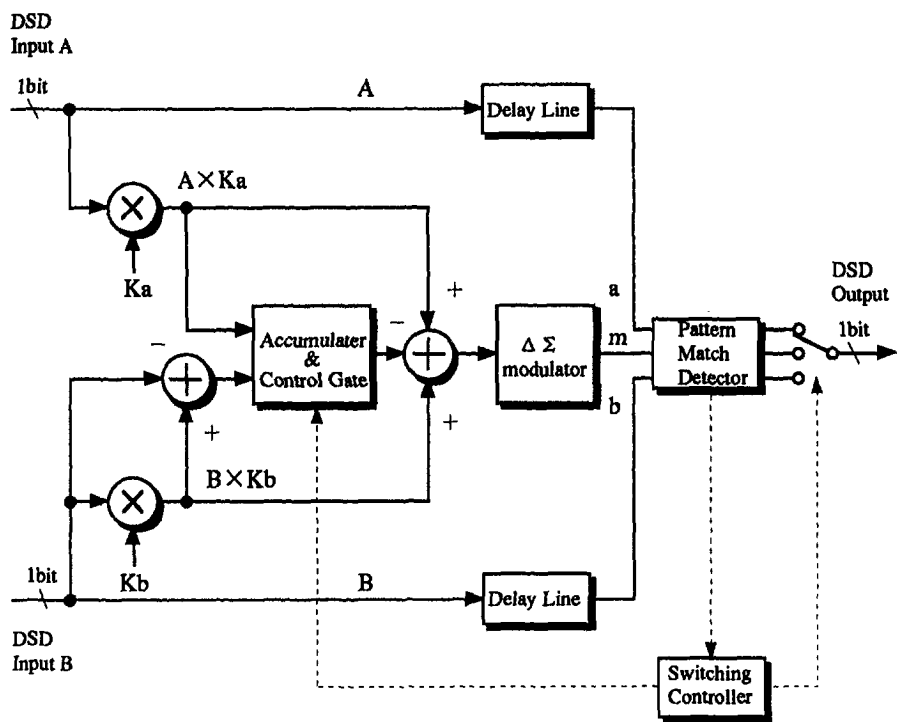 DSD
Input A
1bit
A
Delay Line
A×Ka
Ka
+
a
DSD
Output
1bit
Accumulater
&
Control Gate
−
+
Δ Σ
modulator
m
Pattern
Match
Detector
−
+
+
b
+
B×Kb
Kb
1bit
B
Delay Line
DSD
Input B
Switching
Controller